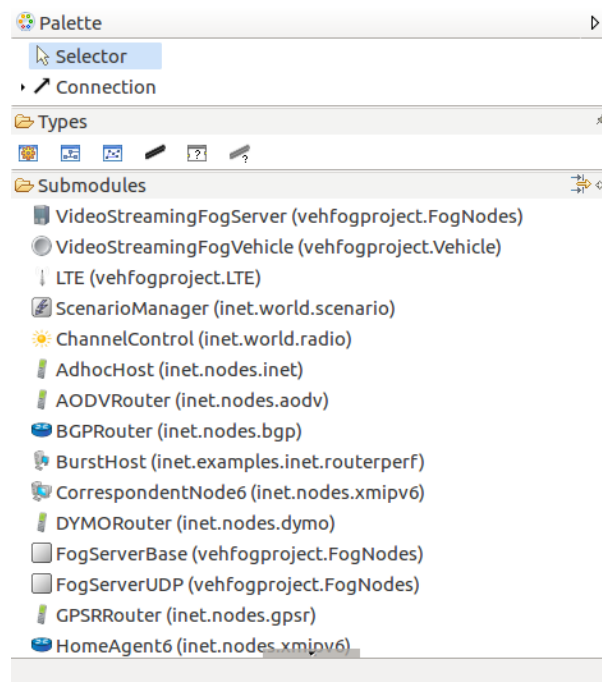 Palette
Selector
Connection
Types
Submodules
VideoStreamingFogServer (vehfogproject.FogNodes)
VideoStreamingFogVehicle (vehfogproject.Vehicle)
LTE (vehfogproject.LTE)
ScenarioManager (inet.world.scenario)
ChannelControl (inet.world.radio)
AdhocHost (inet.nodes.inet)
AODVRouter (inet.nodes.aodv)
BGPRouter (inet.nodes.bgp)
BurstHost (inet.examples.inet.routerperf)
CorrespondentNode6 (inet.nodes.xmipv6)
DYMORouter (inet.nodes.dymo)
FogServerBase (vehfogproject.FogNodes)
FogServerUDP (vehfogproject.FogNodes)
GPSRRouter (inet.nodes.gpsr)
HomeAgent6 (inet.nodes.xmipv6)